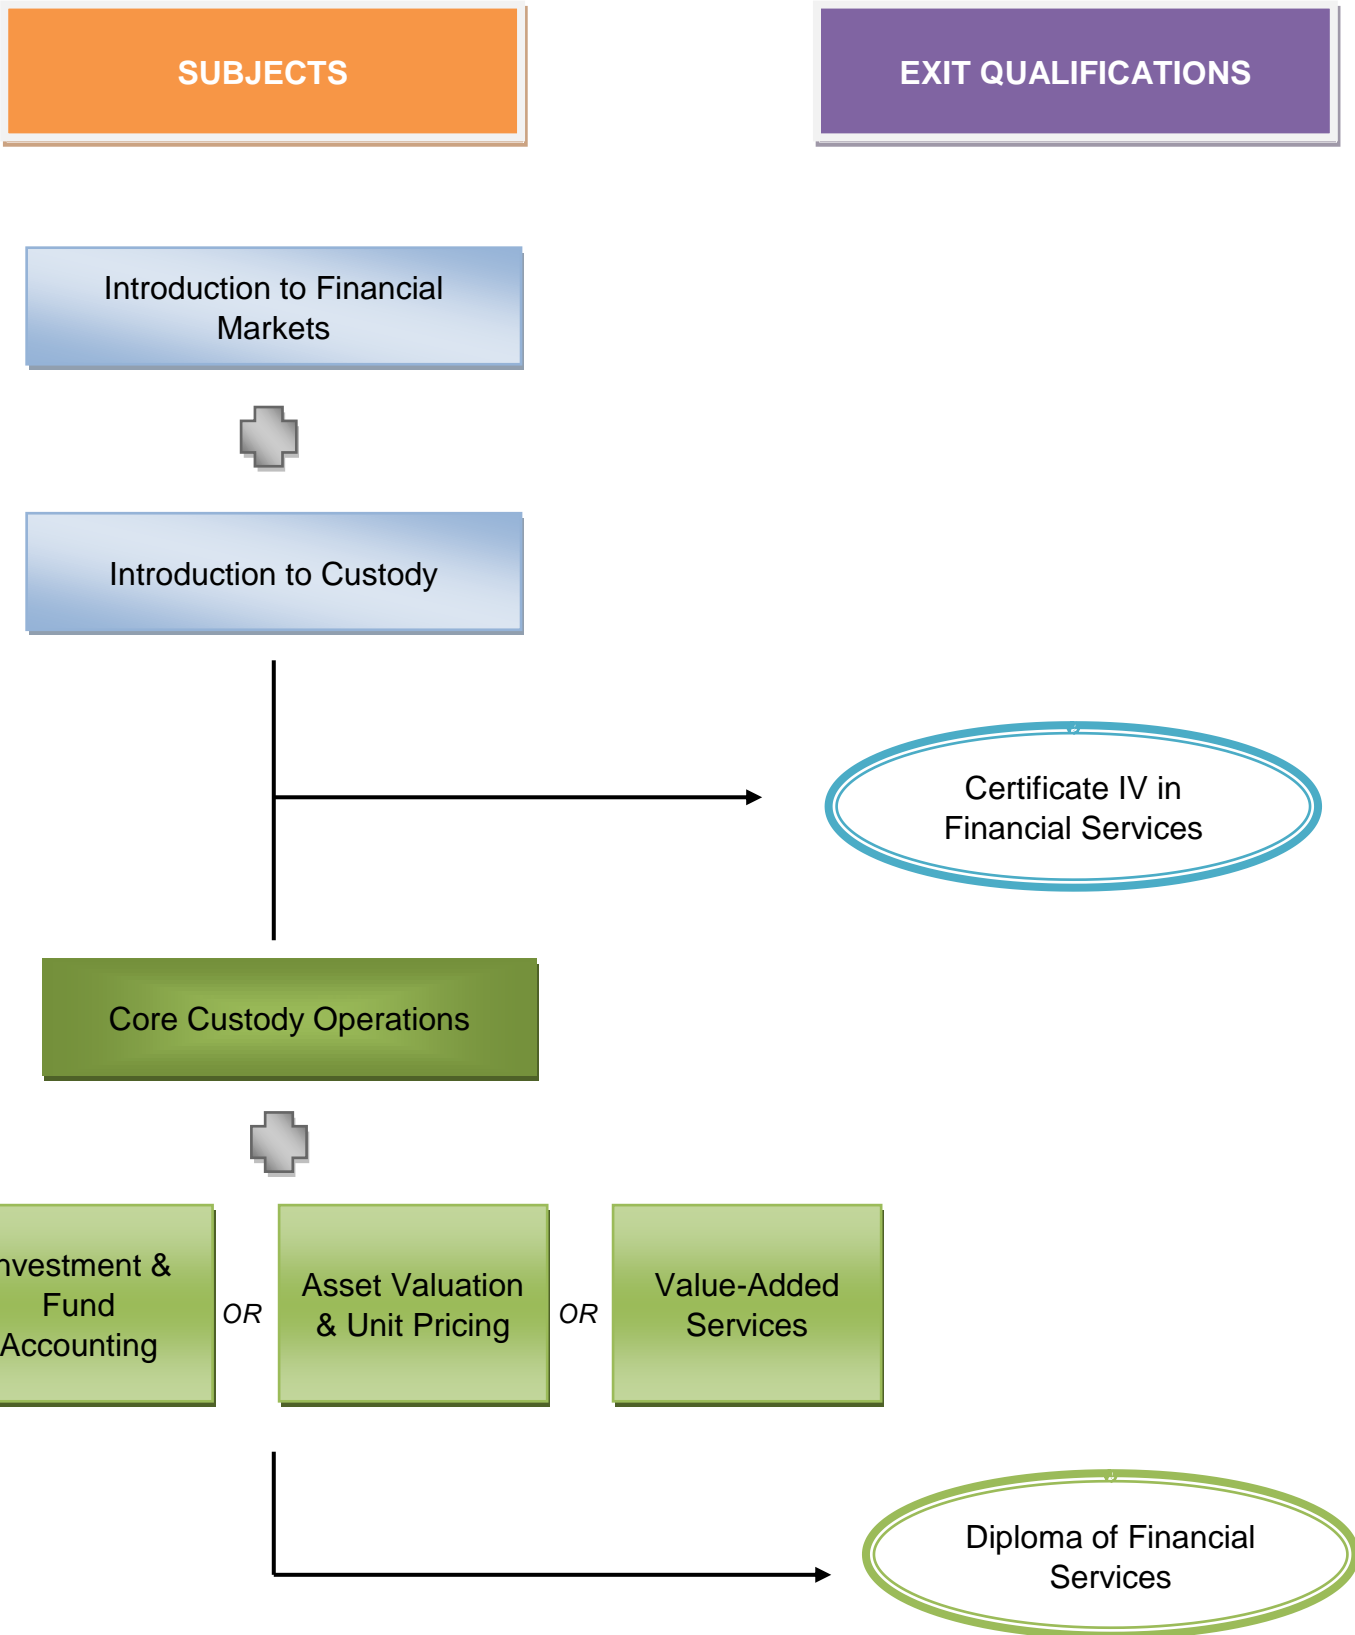 SUBJECTS
EXIT QUALIFICATIONS
Introduction to Financial
Markets
Introduction to Custody
Certificate IV in
Financial Services
Core Custody Operations
nvestment &
Fund
Accounting
OR
Asset Valuation
& Unit Pricing
OR
Value-Added
Services
Diploma of Financial
Services